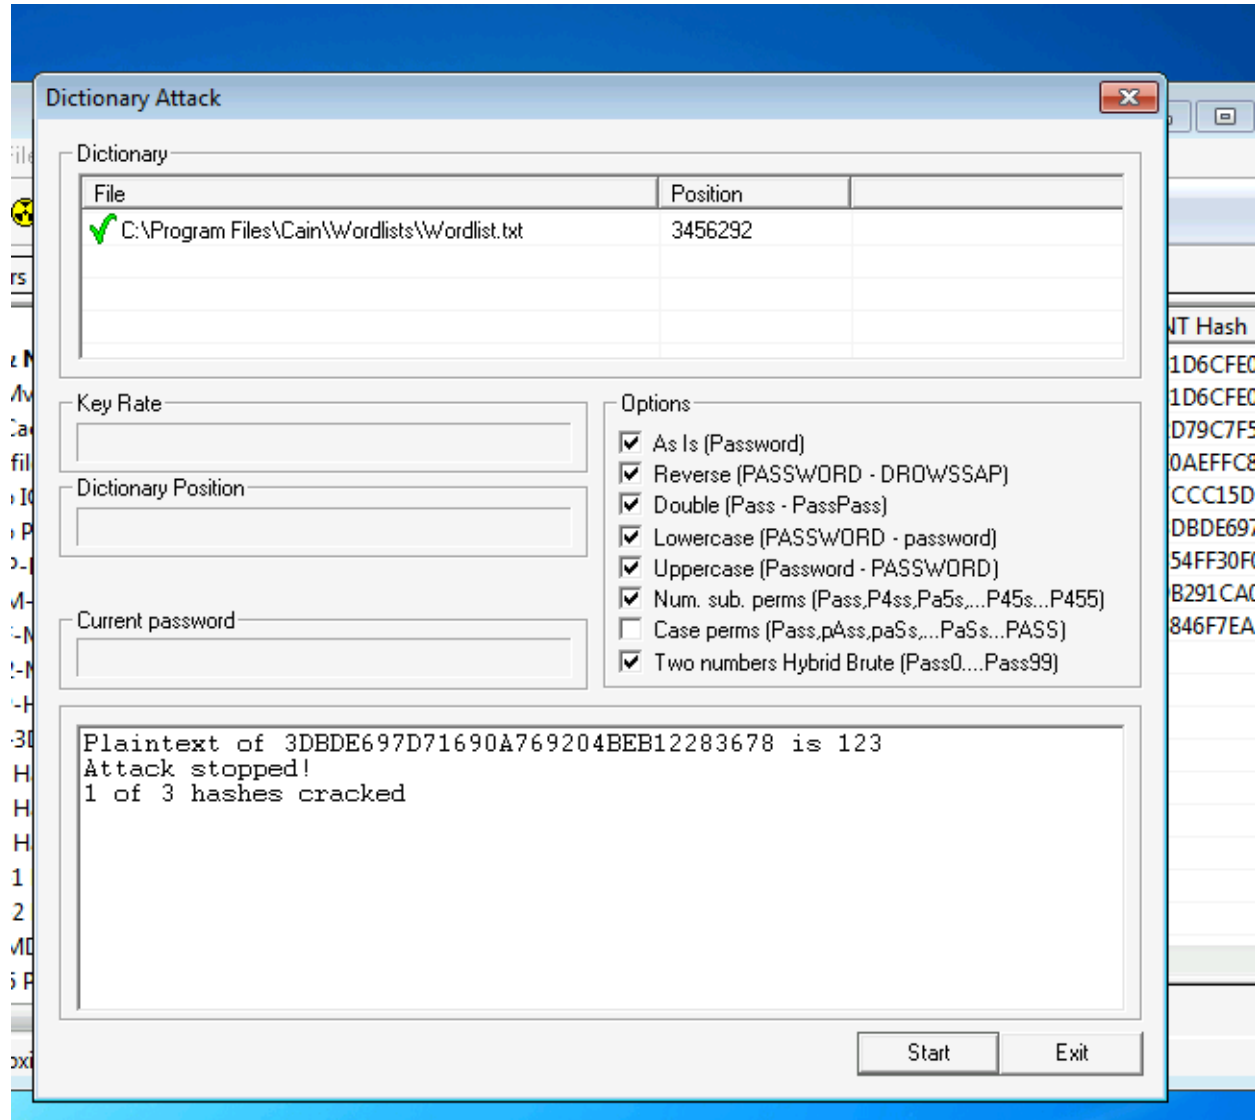 Dictionary Attack
Dictionary
File Position
C:\Program Files\Cain\Wordlists\Wordlist.txt 3456292
Key Rate
Dictionary Position
Current password
Options
As Is (Password)
Reverse (PASSWORD - DROWSSAP)
Double (Pass - PassPass)
Lowercase (PASSWORD - password)
Uppercase (Password - PASSWORD)
Num. sub. perms (Pass,P4ss,Pa5s,...P45s...P455)
Case perms (Pass,pAss,paSs,...PaSs...PASS)
Two numbers Hybrid Brute (Pass0....Pass99)
Plaintext of 3DBDE697D71690A769204BEB12283678 is 123
Attack stopped!
1 of 3 hashes cracked
Start Exit
NT Hash
1D6CFE0
1D6CFE0
D79C7F5
0AEFFC8
CCC15D
DBDE697
54FF30F0
B291CA0
846F7EA